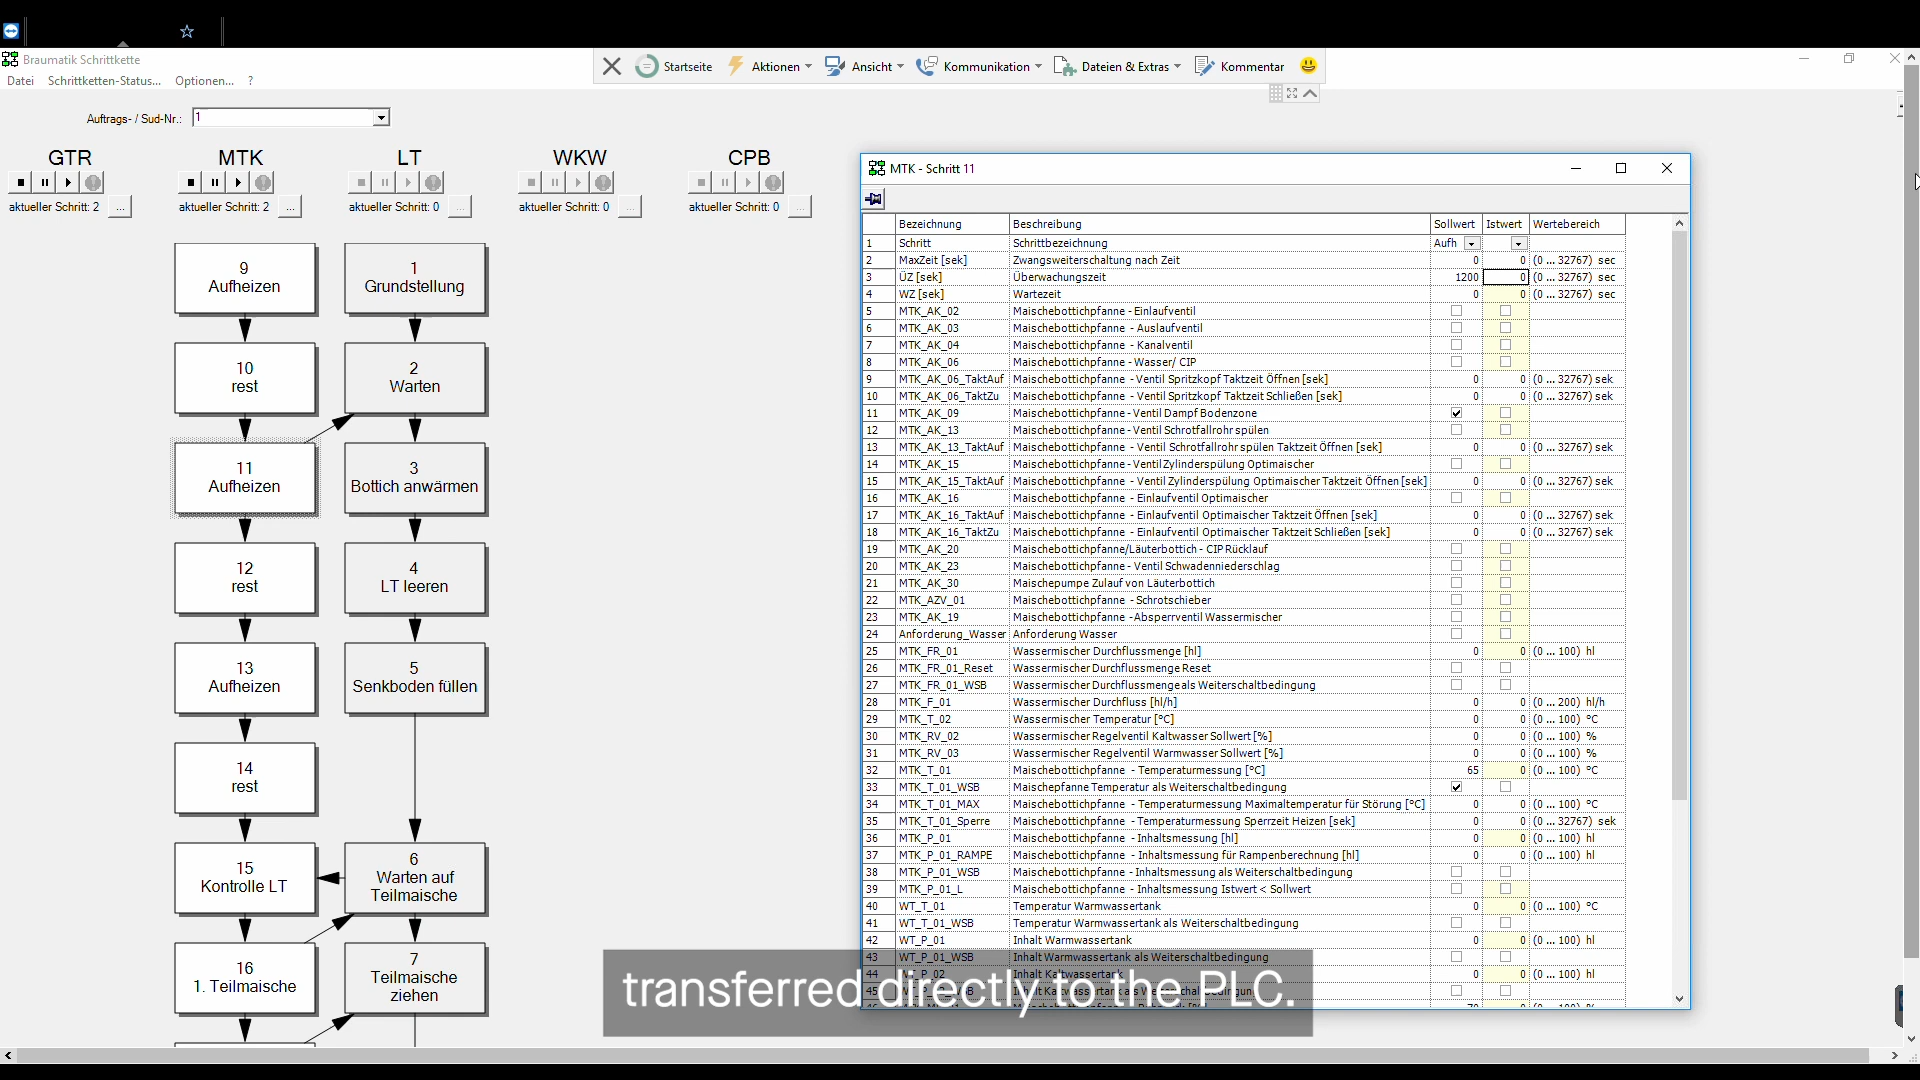 Braumatik Schrittkette
Datei Schrittketten-Status... Optionen... ?
Startseite Aktionen Ansicht Kommunikation Dateien & Extras Kommentar
Auftrags- / Sud-Nr.: 1
GTR MTK LT WKW CPB
aktueller Schritt: 2 ... aktueller Schritt: 2 ... aktueller Schritt: 0 ... aktueller Schritt: 0 ... aktueller Schritt: 0 ...
9
Aufheizen
10
rest
11
Aufheizen
12
rest
13
Aufheizen
14
rest
15
Kontrolle LT
16
1. Teilmaische
1
Grundstellung
2
Warten
3
Bottich anwärmen
4
LT leeren
5
Senkboden füllen
6
Warten auf
Teilmaische
7
Teilmaische
ziehen
MTK - Schritt 11
Bezeichnung Beschreibung Sollwert Istwert Wertebereich
1 Schritt Schrittbezeichnung Aufh
2 MaxZeit [sek] Zwangsweiterschaltung nach Zeit 0 0 (0 ... 32767) sec
3 ÜZ [sek] Überwachungszeit 1200 0 (0 ... 32767) sec
4 WZ [sek] Wartezeit 0 0 (0 ... 32767) sec
5 MTK_AK_02 Maischebottichpfanne - Einlaufventil
6 MTK_AK_03 Maischebottichpfanne - Auslaufventil
7 MTK_AK_04 Maischebottichpfanne - Kanalventil
8 MTK_AK_06 Maischebottichpfanne - Wasser/ CIP
9 MTK_AK_06_TaktAuf Maischebottichpfanne - Ventil Spritzkopf Taktzeit Öffnen [sek] 0 0 (0 ... 32767) sek
10 MTK_AK_06_TaktZu Maischebottichpfanne - Ventil Spritzkopf Taktzeit Schließen [sek] 0 0 (0 ... 32767) sek
11 MTK_AK_09 Maischebottichpfanne - Ventil Dampf Bodenzone
12 MTK_AK_13 Maischebottichpfanne - Ventil Schrotfallrohr spülen
13 MTK_AK_13_TaktAuf Maischebottichpfanne - Ventil Schrotfallrohr spülen Taktzeit Öffnen [sek] 0 0 (0 ... 32767) sek
14 MTK_AK_15 Maischebottichpfanne - Ventil Zylinderspülung Optimaischer
15 MTK_AK_15_TaktAuf Maischebottichpfanne - Ventil Zylinderspülung Optimaischer Taktzeit Öffnen [sek] 0 0 (0 ... 32767) sek
16 MTK_AK_16 Maischebottichpfanne - Einlaufventil Optimaischer
17 MTK_AK_16_TaktAuf Maischebottichpfanne - Einlaufventil Optimaischer Taktzeit Öffnen [sek] 0 0 (0 ... 32767) sek
18 MTK_AK_16_TaktZu Maischebottichpfanne - Einlaufventil Optimaischer Taktzeit Schließen [sek] 0 0 (0 ... 32767) sek
19 MTK_AK_20 Maischebottichpfanne/Läuterbottich - CIP Rücklauf
20 MTK_AK_23 Maischebottichpfanne - Ventil Schwadenniederschlag
21 MTK_AK_30 Maischepumpe Zulauf von Läuterbottich
22 MTK_AZV_01 Maischebottichpfanne - Schrotschieber
23 MTK_AK_19 Maischebottichpfanne - Absperrventil Wassermischer
24 Anforderung_Wasser Anforderung Wasser
25 MTK_FR_01 Wassermischer Durchflussmenge [hl] 0 0 (0 ... 100) hl
26 MTK_FR_01_Reset Wassermischer Durchflussmenge Reset
27 MTK_FR_01_WSB Wassermischer Durchflussmenge als Weiterschaltbedingung
28 MTK_F_01 Wassermischer Durchfluss [hl/h] 0 0 (0 ... 200) hl/h
29 MTK_T_02 Wassermischer Temperatur [°C] 0 0 (0 ... 100) °C
30 MTK_RV_02 Wassermischer Regelventil Kaltwasser Sollwert [%] 0 0 (0 ... 100) %
31 MTK_RV_03 Wassermischer Regelventil Warmwasser Sollwert [%] 0 0 (0 ... 100) %
32 MTK_T_01 Maischebottichpfanne - Temperaturmessung [°C] 65 0 (0 ... 100) °C
33 MTK_T_01_WSB Maischepfanne Temperatur als Weiterschaltbedingung
34 MTK_T_01_MAX Maischebottichpfanne - Temperaturmessung Maximaltemperatur für Störung [°C] 0 0 (0 ... 100) °C
35 MTK_T_01_Sperre Maischebottichpfanne - Temperaturmessung Sperrzeit Heizen [sek] 0 0 (0 ... 32767) sek
36 MTK_P_01 Maischebottichpfanne - Inhaltsmessung [hl] 0 0 (0 ... 100) hl
37 MTK_P_01_RAMPE Maischebottichpfanne - Inhaltsmessung für Rampenberechnung [hl] 0 0 (0 ... 100) hl
38 MTK_P_01_WSB Maischebottichpfanne - Inhaltsmessung als Weiterschaltbedingung
39 MTK_P_01_L Maischebottichpfanne - Inhaltsmessung Istwert < Sollwert
40 WT_T_01 Temperatur Warmwassertank 0 0 (0 ... 100) °C
41 WT_T_01_WSB Temperatur Warmwassertank als Weiterschaltbedingung
42 WT_P_01 Inhalt Warmwassertank 0 0 (0 ... 100) hl
43 WT_P_01_WSB Inhalt Warmwassertank als Weiterschaltbedingung
44 WT_P_02 Inhalt Kaltwassertank 0 0 (0 ... 100) hl
45
transferred directly to the PLC.